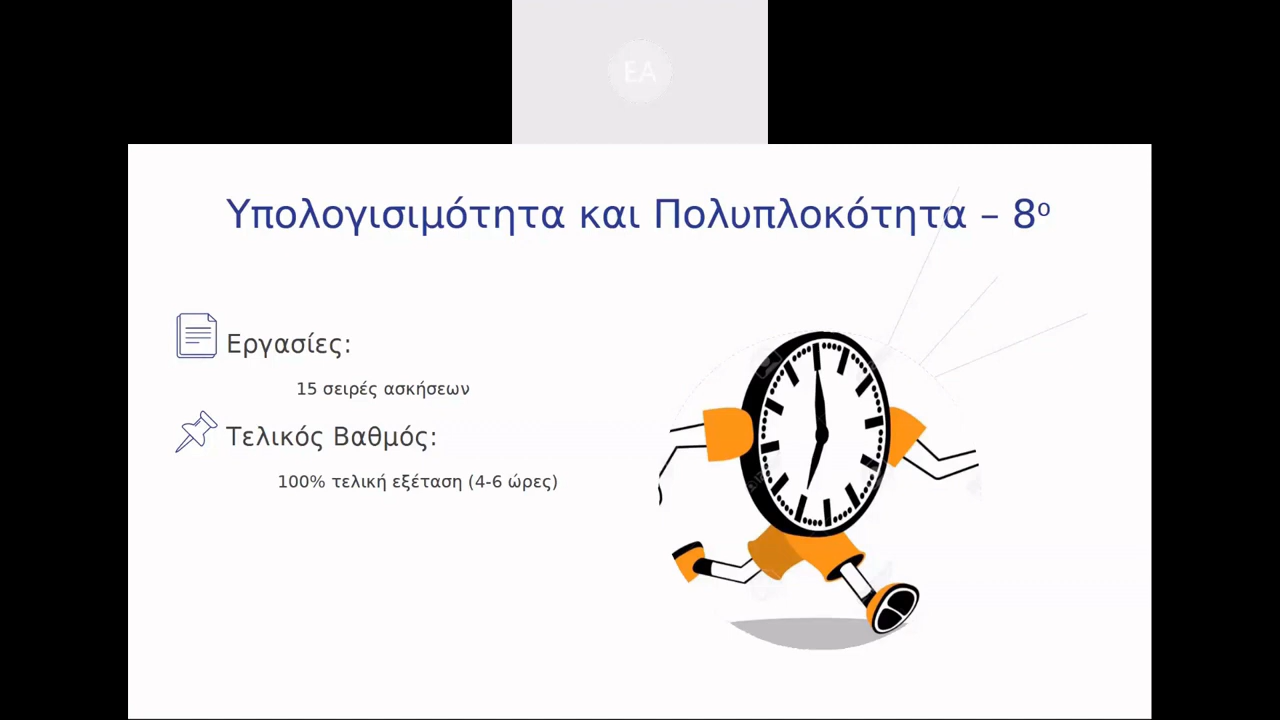 EA
Υπολογισιμότητα και Πολυπλοκότητα – 8ο
Εργασίες:
15 σειρές ασκήσεων
Τελικός Βαθμός:
100% τελική εξέταση (4-6 ώρες)